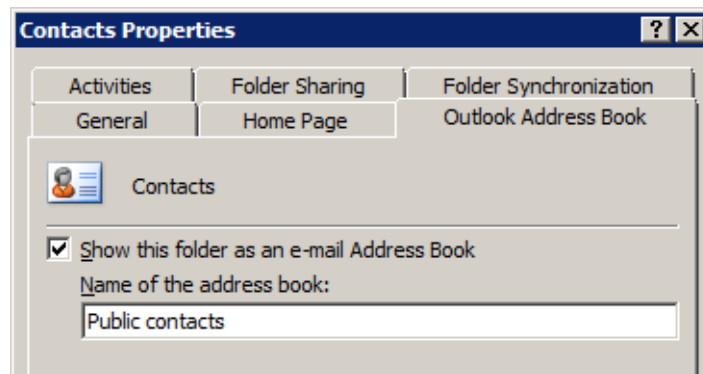 Contacts Properties
Activities Folder Sharing Folder Synchronization
General Home Page Outlook Address Book
Contacts
Show this folder as an e-mail Address Book
Name of the address book:
Public contacts